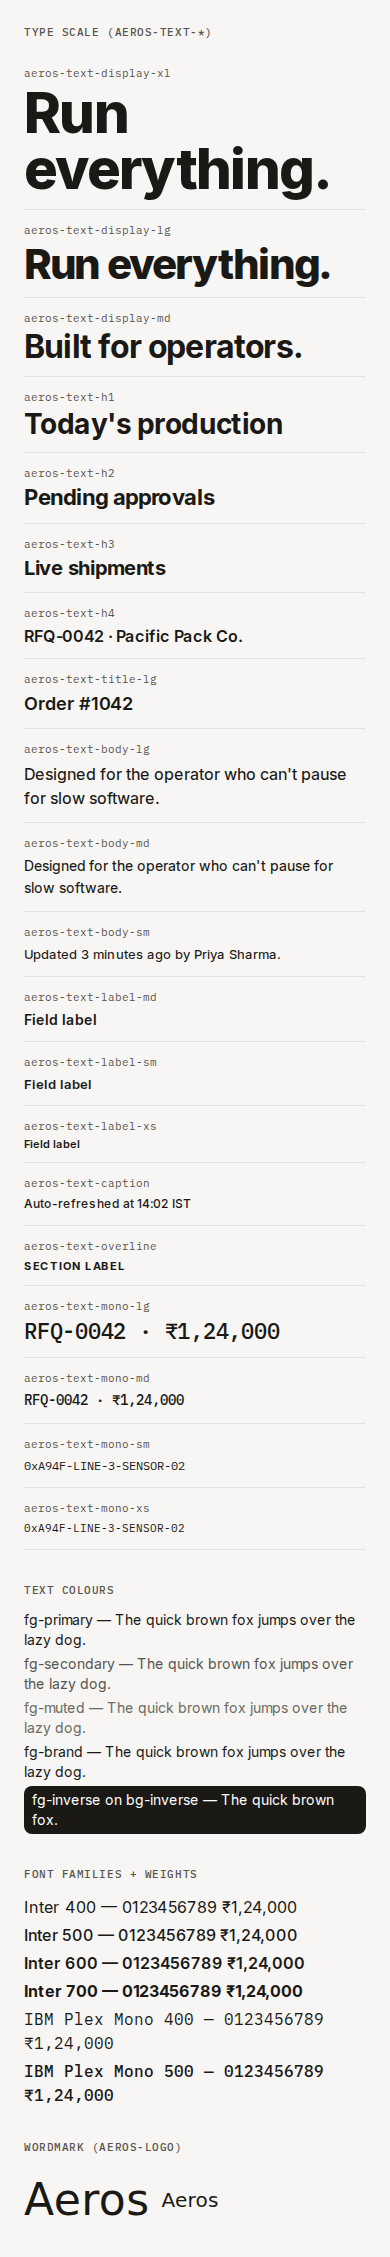 TYPE SCALE (AEROS-TEXT-*)
aeros-text-display-xl
Run
everything.
aeros-text-display-lg
Run everything.
aeros-text-display-md
Built for operators.
aeros-text-h1
Today's production
aeros-text-h2
Pending approvals
aeros-text-h3
Live shipments
aeros-text-h4
RFQ-0042 · Pacific Pack Co.
aeros-text-title-lg
Order #1042
aeros-text-body-lg
Designed for the operator who can't pause
for slow software.
aeros-text-body-md
Designed for the operator who can't pause for
slow software.
aeros-text-body-sm
Updated 3 minutes ago by Priya Sharma.
aeros-text-label-md
Field label
aeros-text-label-sm
Field label
aeros-text-label-xs
Field label
aeros-text-caption
Auto-refreshed at 14:02 IST
aeros-text-overline
SECTION LABEL
aeros-text-mono-lg
RFQ-0042 · ₹1,24,000
aeros-text-mono-md
RFQ-0042 · ₹1,24,000
aeros-text-mono-sm
0xA94F-LINE-3-SENSOR-02
aeros-text-mono-xs
0xA94F-LINE-3-SENSOR-02
TEXT COLOURS
fg-primary — The quick brown fox jumps over the
lazy dog.
fg-secondary — The quick brown fox jumps over
the lazy dog.
fg-muted — The quick brown fox jumps over the
lazy dog.
fg-brand — The quick brown fox jumps over the
lazy dog.
fg-inverse on bg-inverse — The quick brown
fox.
FONT FAMILIES + WEIGHTS
Inter 400 — 0123456789 ₹1,24,000
Inter 500 — 0123456789 ₹1,24,000
Inter 600 — 0123456789 ₹1,24,000
Inter 700 — 0123456789 ₹1,24,000
IBM Plex Mono 400 — 0123456789
₹1,24,000
IBM Plex Mono 500 — 0123456789
₹1,24,000
WORDMARK (AEROS-LOGO)
Aeros Aeros